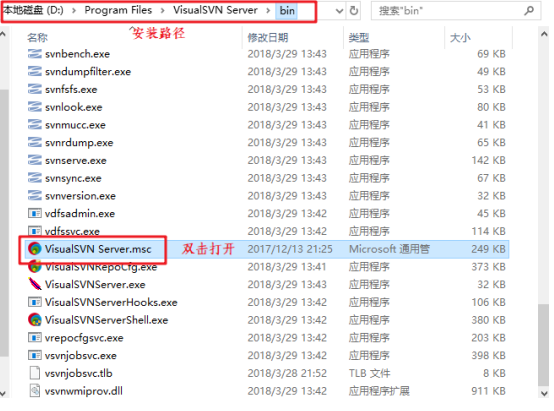 本地磁盘 (D:) › Program Files › VisualSVN Server › bin 搜索"bin"
安装路径
名称 修改日期 类型 大小
svnbench.exe 2018/3/29 13:43 应用程序 69 KB
svndumpfilter.exe 2018/3/29 13:43 应用程序 49 KB
svnfsfs.exe 2018/3/29 13:43 应用程序 53 KB
svnlook.exe 2018/3/29 13:43 应用程序 80 KB
svnmucc.exe 2018/3/29 13:43 应用程序 41 KB
svnrdump.exe 2018/3/29 13:43 应用程序 65 KB
svnserve.exe 2018/3/29 13:43 应用程序 142 KB
svnsync.exe 2018/3/29 13:43 应用程序 67 KB
svnversion.exe 2018/3/29 13:43 应用程序 32 KB
vdfsadmin.exe 2018/3/29 13:42 应用程序 45 KB
vdfssvc.exe 2018/3/29 13:42 应用程序 114 KB
VisualSVN Server.msc 双击打开 2017/12/13 21:25 Microsoft 通用管 249 KB
VisualSVNRepoCfg.exe 2018/3/29 13:41 应用程序 373 KB
VisualSVNServer.exe 2018/3/29 13:43 应用程序 32 KB
VisualSVNServerHooks.exe 2018/3/29 13:42 应用程序 106 KB
VisualSVNServerShell.exe 2018/3/29 13:42 应用程序 380 KB
vrepocfgsvc.exe 2018/3/29 13:42 应用程序 203 KB
vsvnjobsvc.exe 2018/3/29 13:42 应用程序 398 KB
vsvnjobsvc.tlb 2018/3/28 21:52 TLB 文件 8 KB
vsvnwmiprov.dll 2018/3/29 13:42 应用程序扩展 911 KB